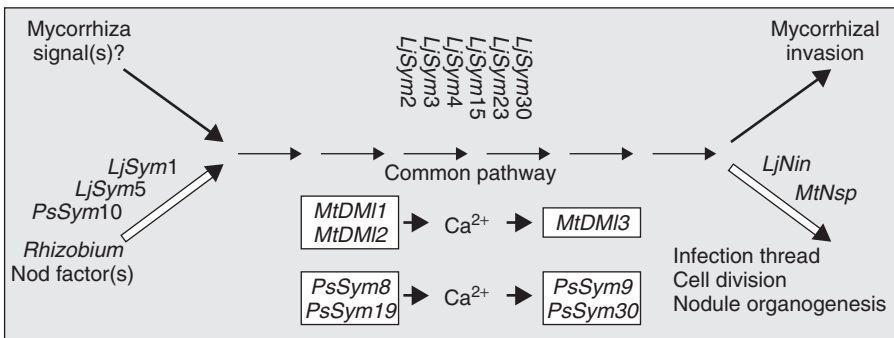 Mycorrhiza
signal(s)?
LjSym1
LjSym5
PsSym10
Rhizobium
Nod factor(s)
LjSym2
LjSym3
LjSym4
LjSym15
LjSym23
LjSym30
Common pathway
MtDMI1
MtDMI2
Ca²⁺
MtDMI3
PsSym8
PsSym19
Ca²⁺
PsSym9
PsSym30
Mycorrhizal
invasion
LjNin
MtNsp
Infection thread
Cell division
Nodule organogenesis